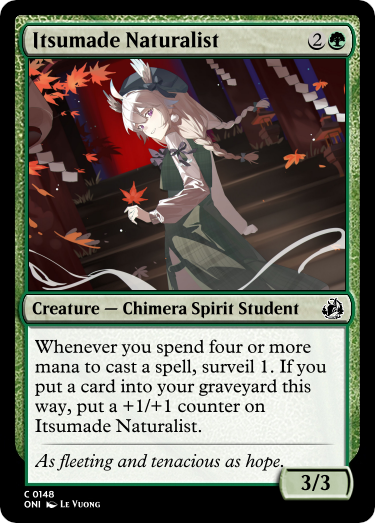 Itsumade Naturalist 2
Creature — Chimera Spirit Student
Whenever you spend four or more
mana to cast a spell, surveil 1. If you
put a card into your graveyard this
way, put a +1/+1 counter on
Itsumade Naturalist.
As fleeting and tenacious as hope.
3/3
C 0148
ONI Le Vuong